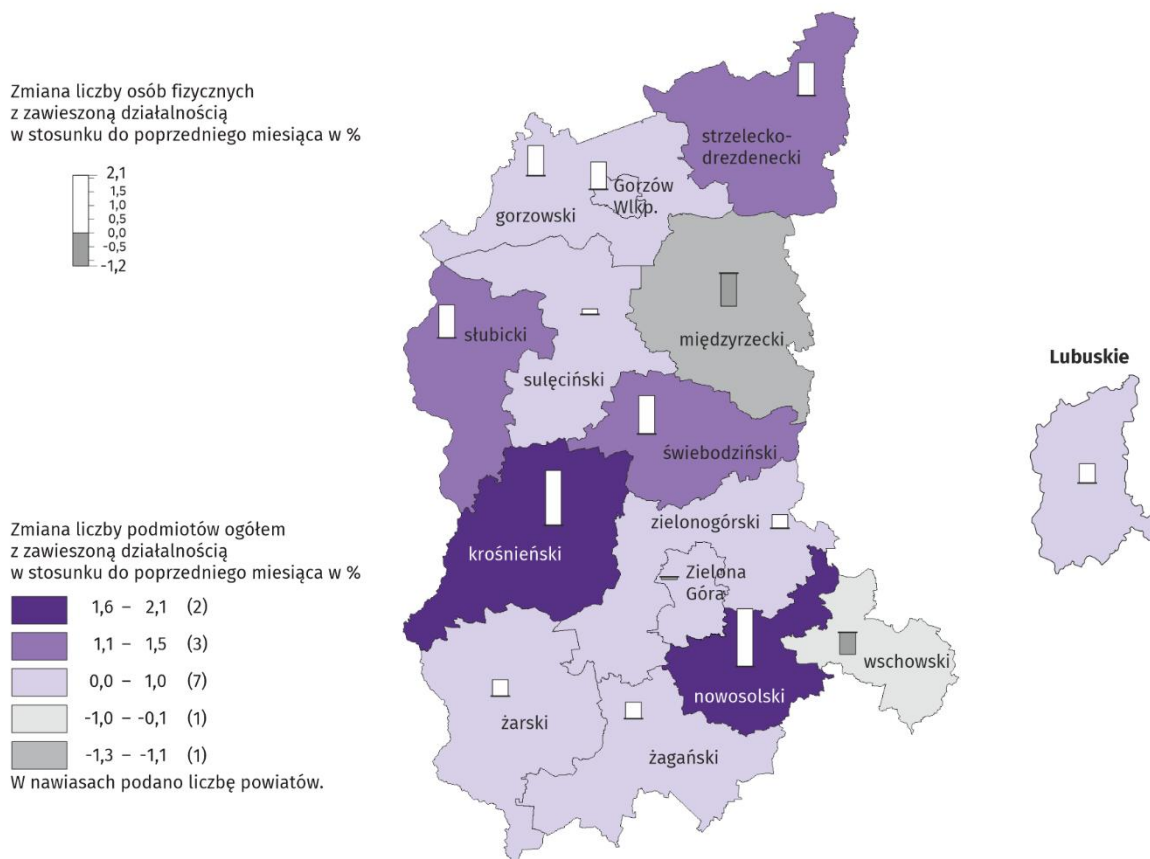 Zmiana liczby osób fizycznych
z zawieszoną działalnością
w stosunku do poprzedniego miesiąca w %
2,1
1,5
1,0
0,5
0,0
-0,5
-1,2
Zmiana liczby podmiotów ogółem
z zawieszoną działalnością
w stosunku do poprzedniego miesiąca w %
1,6 – 2,1 (2)
1,1 – 1,5 (3)
0,0 – 1,0 (7)
-1,0 – -0,1 (1)
-1,3 – -1,1 (1)
W nawiasach podano liczbę powiatów.
strzelecko-
drezdenecki
Gorzów
Wlkp.
gorzowski
słubicki
międzyrzecki
sulęciński
świebodziński
zielonogórski
krośnieński
Zielona
Góra
wschowski
nowosolski
żarski
żagański
Lubuskie